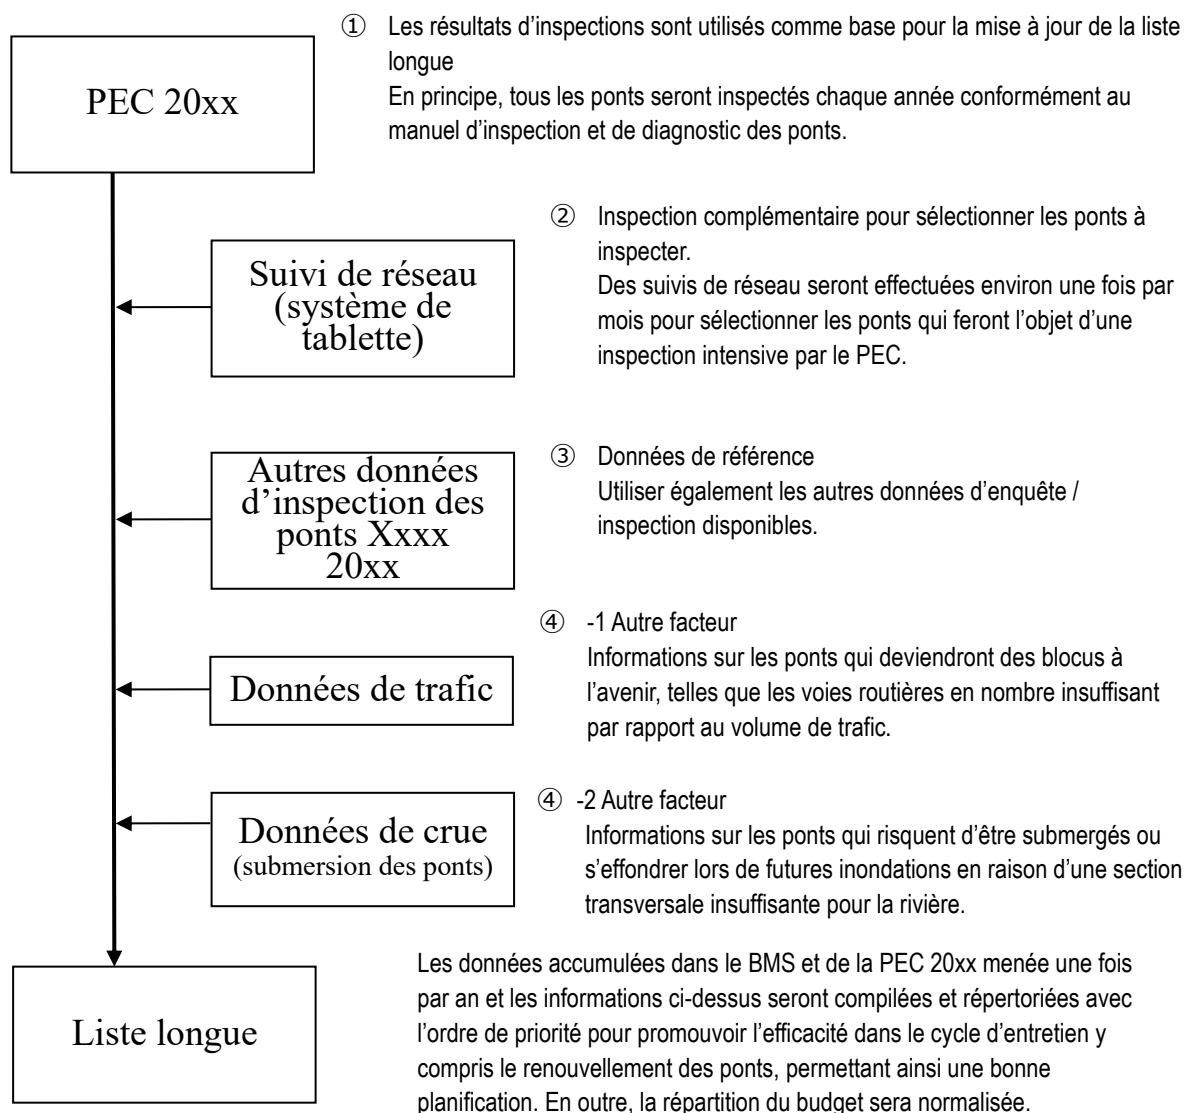 PEC 20xx
① Les résultats d’inspections sont utilisés comme base pour la mise à jour de la liste
longue
En principe, tous les ponts seront inspectés chaque année conformément au
manuel d’inspection et de diagnostic des ponts.
Suivi de réseau
(système de
tablette)
② Inspection complémentaire pour sélectionner les ponts à
inspecter.
Des suivis de réseau seront effectuées environ une fois par
mois pour sélectionner les ponts qui feront l’objet d’une
inspection intensive par le PEC.
Autres données
d’inspection des
ponts Xxxx
20xx
③ Données de référence
Utiliser également les autres données d’enquête /
inspection disponibles.
Données de trafic
④ -1 Autre facteur
Informations sur les ponts qui deviendront des blocus à
l’avenir, telles que les voies routières en nombre insuffisant
par rapport au volume de trafic.
Données de crue
(submersion des ponts)
④ -2 Autre facteur
Informations sur les ponts qui risquent d’être submergés ou
s’effondrer lors de futures inondations en raison d’une section
transversale insuffisante pour la rivière.
Liste longue
Les données accumulées dans le BMS et de la PEC 20xx menée une fois
par an et les informations ci-dessus seront compilées et répertoriées avec
l’ordre de priorité pour promouvoir l’efficacité dans le cycle d’entretien y
compris le renouvellement des ponts, permettant ainsi une bonne
planification. En outre, la répartition du budget sera normalisée.